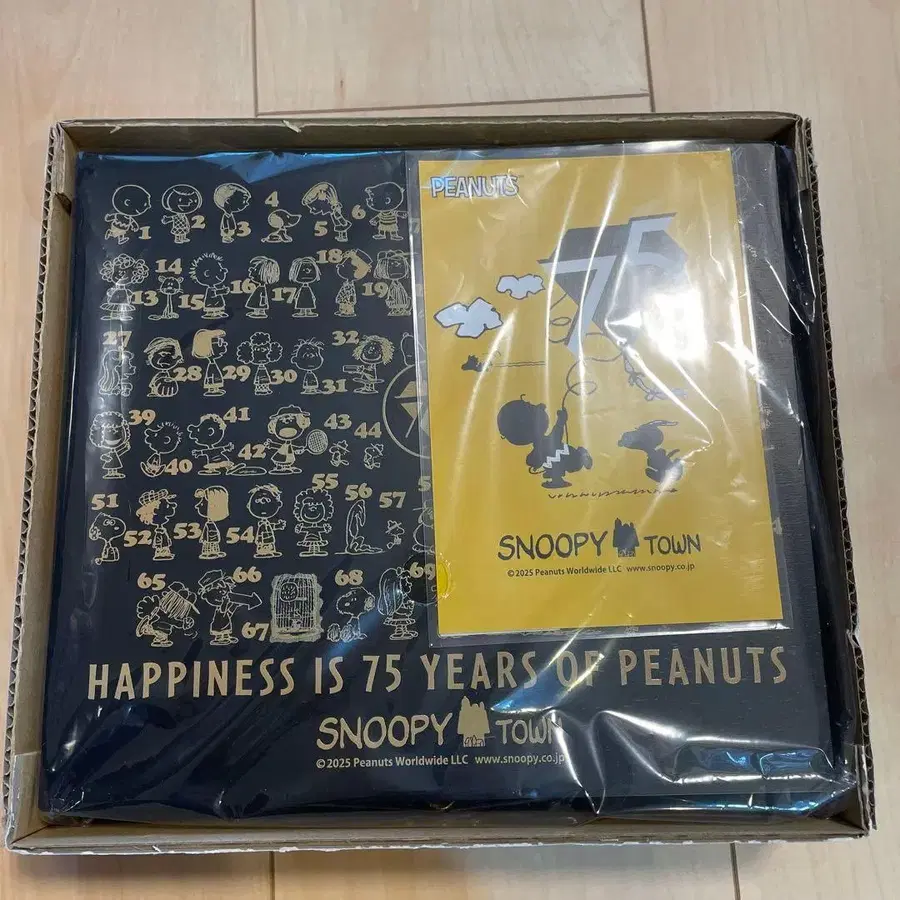 1 2 3 4 5 6
13 14 15 16 17 18 19
27 28 29 30 31 32
39 40 41 42 43 44
51 52 53 54 55 56 57
65 66 67 68 69
PEANUTS
75
SNOOPY TOWN
©2025 Peanuts Worldwide LLC www.snoopy.co.jp
HAPPINESS IS 75 YEARS OF PEANUTS
SNOOPY TOWN
©2025 Peanuts Worldwide LLC www.snoopy.co.jp